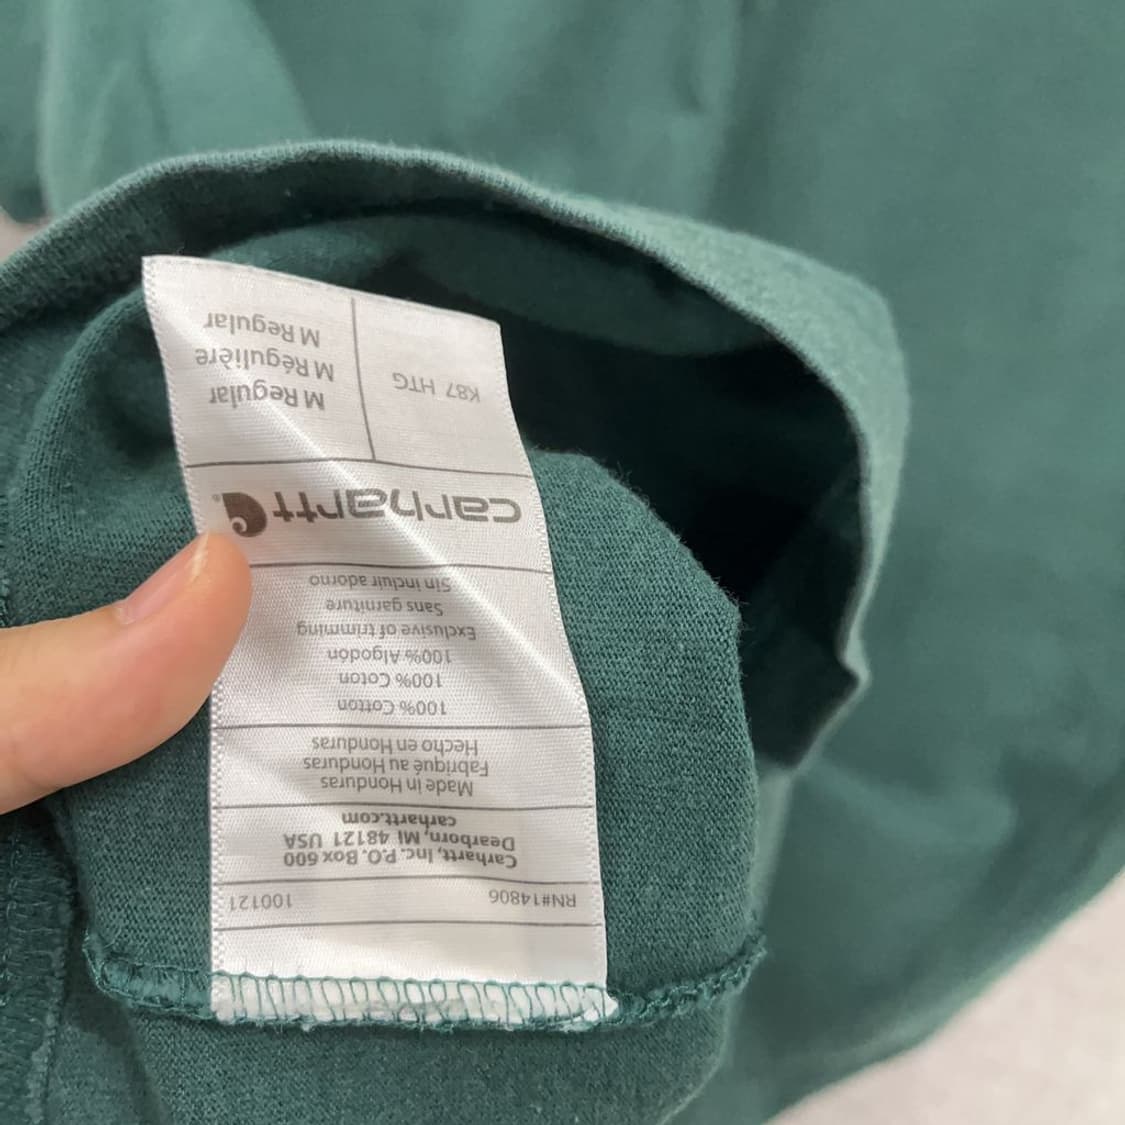 RN#14806 100121
Carhartt, Inc. P.O. Box 600
Dearborn, MI 48121 USA
carhartt.com
Made in Honduras
Fabriqué au Honduras
Hecho en Honduras
100% Cotton
100% Coton
100% Algodón
Exclusive of trimming
Sans garniture
Sin incluir adorno
carhartt®
K87 HTG
M Regular
M Régulière
M Regular